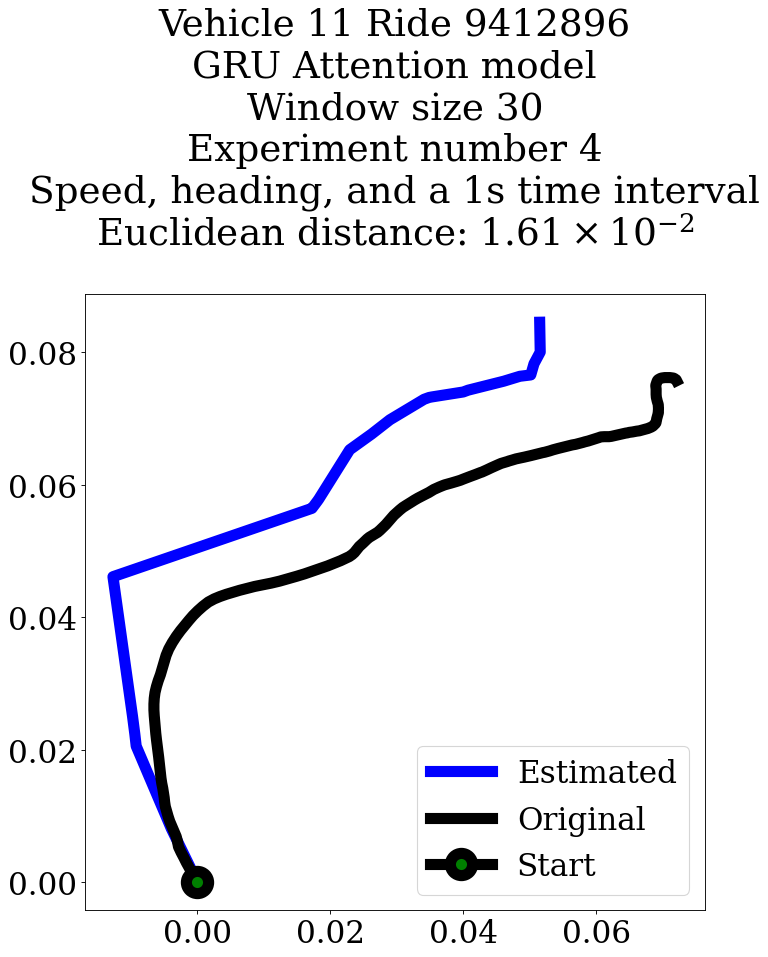 Vehicle 11 Ride 9412896
GRU Attention model
Window size 30
Experiment number 4
Speed, heading, and a 1s time interval
Euclidean distance: 1.61 × 10⁻²
0.08
0.06
0.04
0.02
0.00
Estimated
Original
Start
0.00 0.02 0.04 0.06